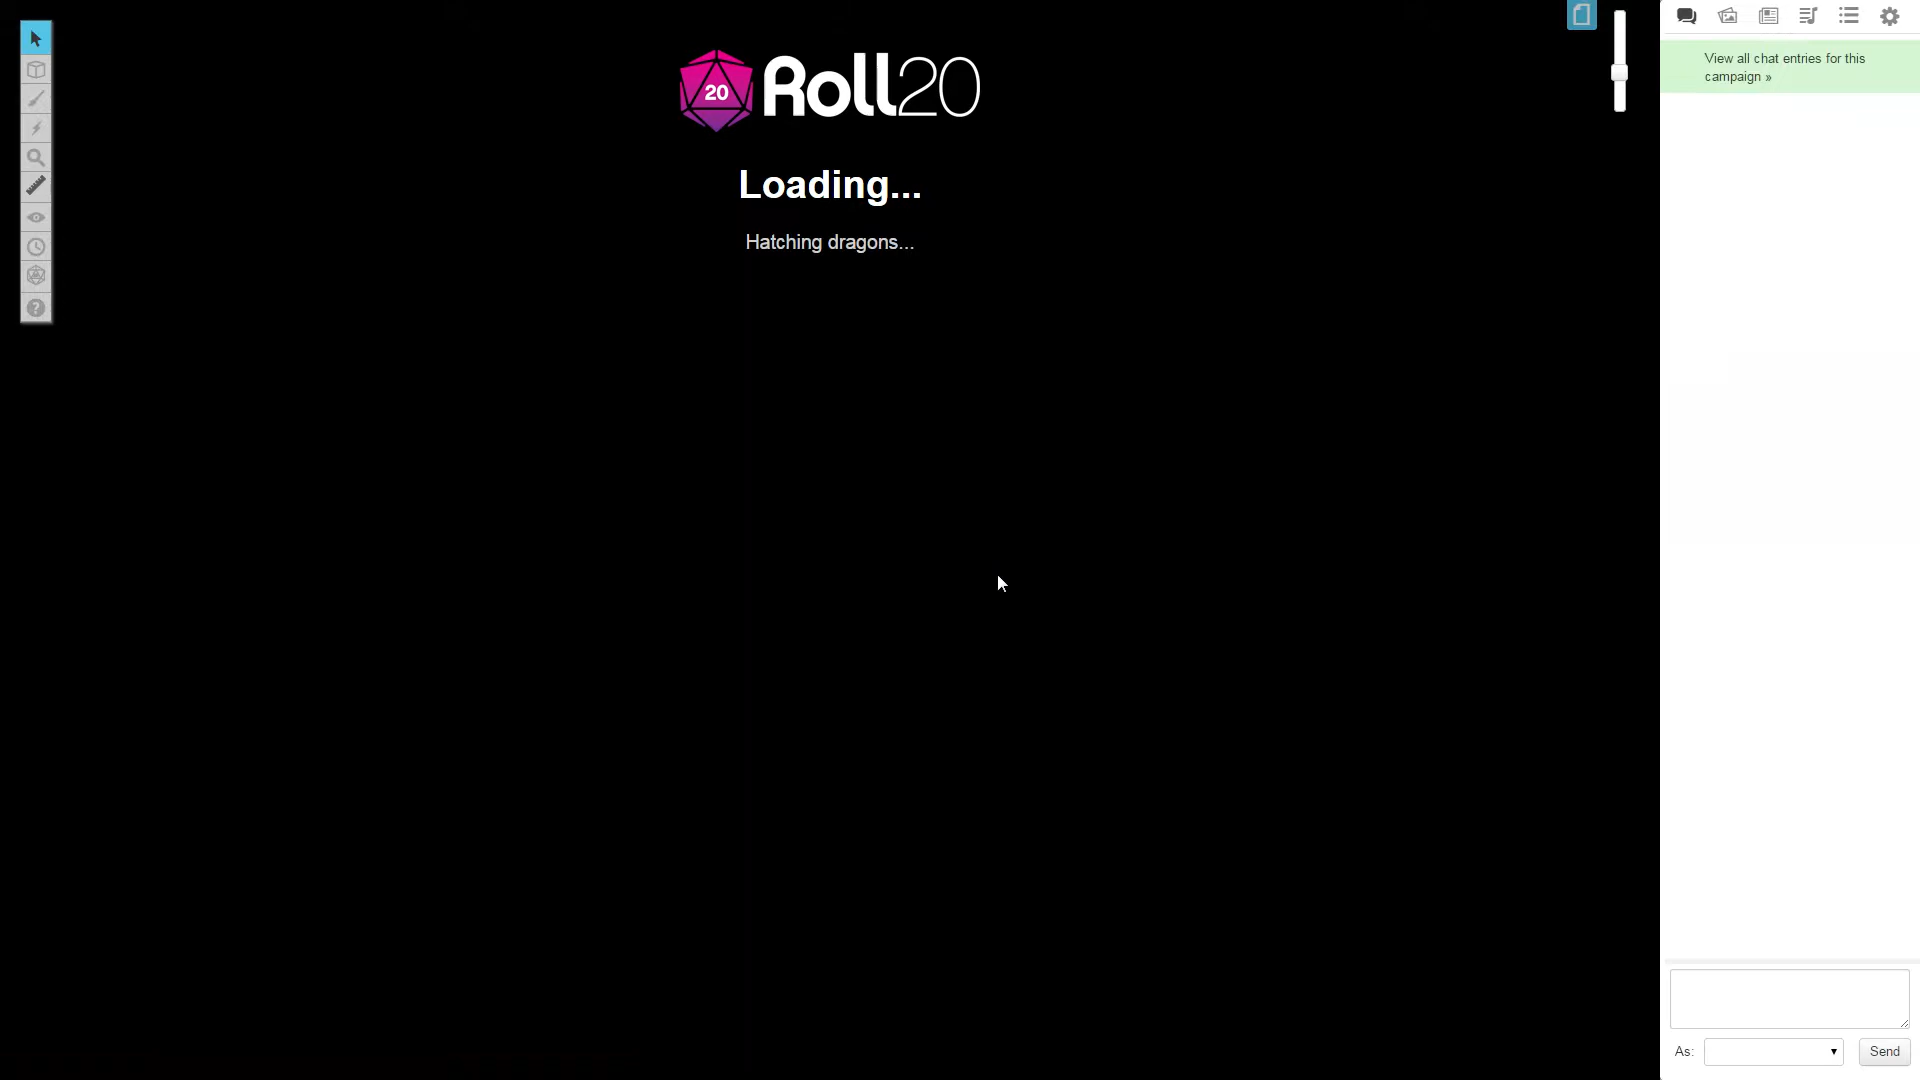 20 Roll20
Loading...
Hatching dragons...
View all chat entries for this
campaign »
As:
Send